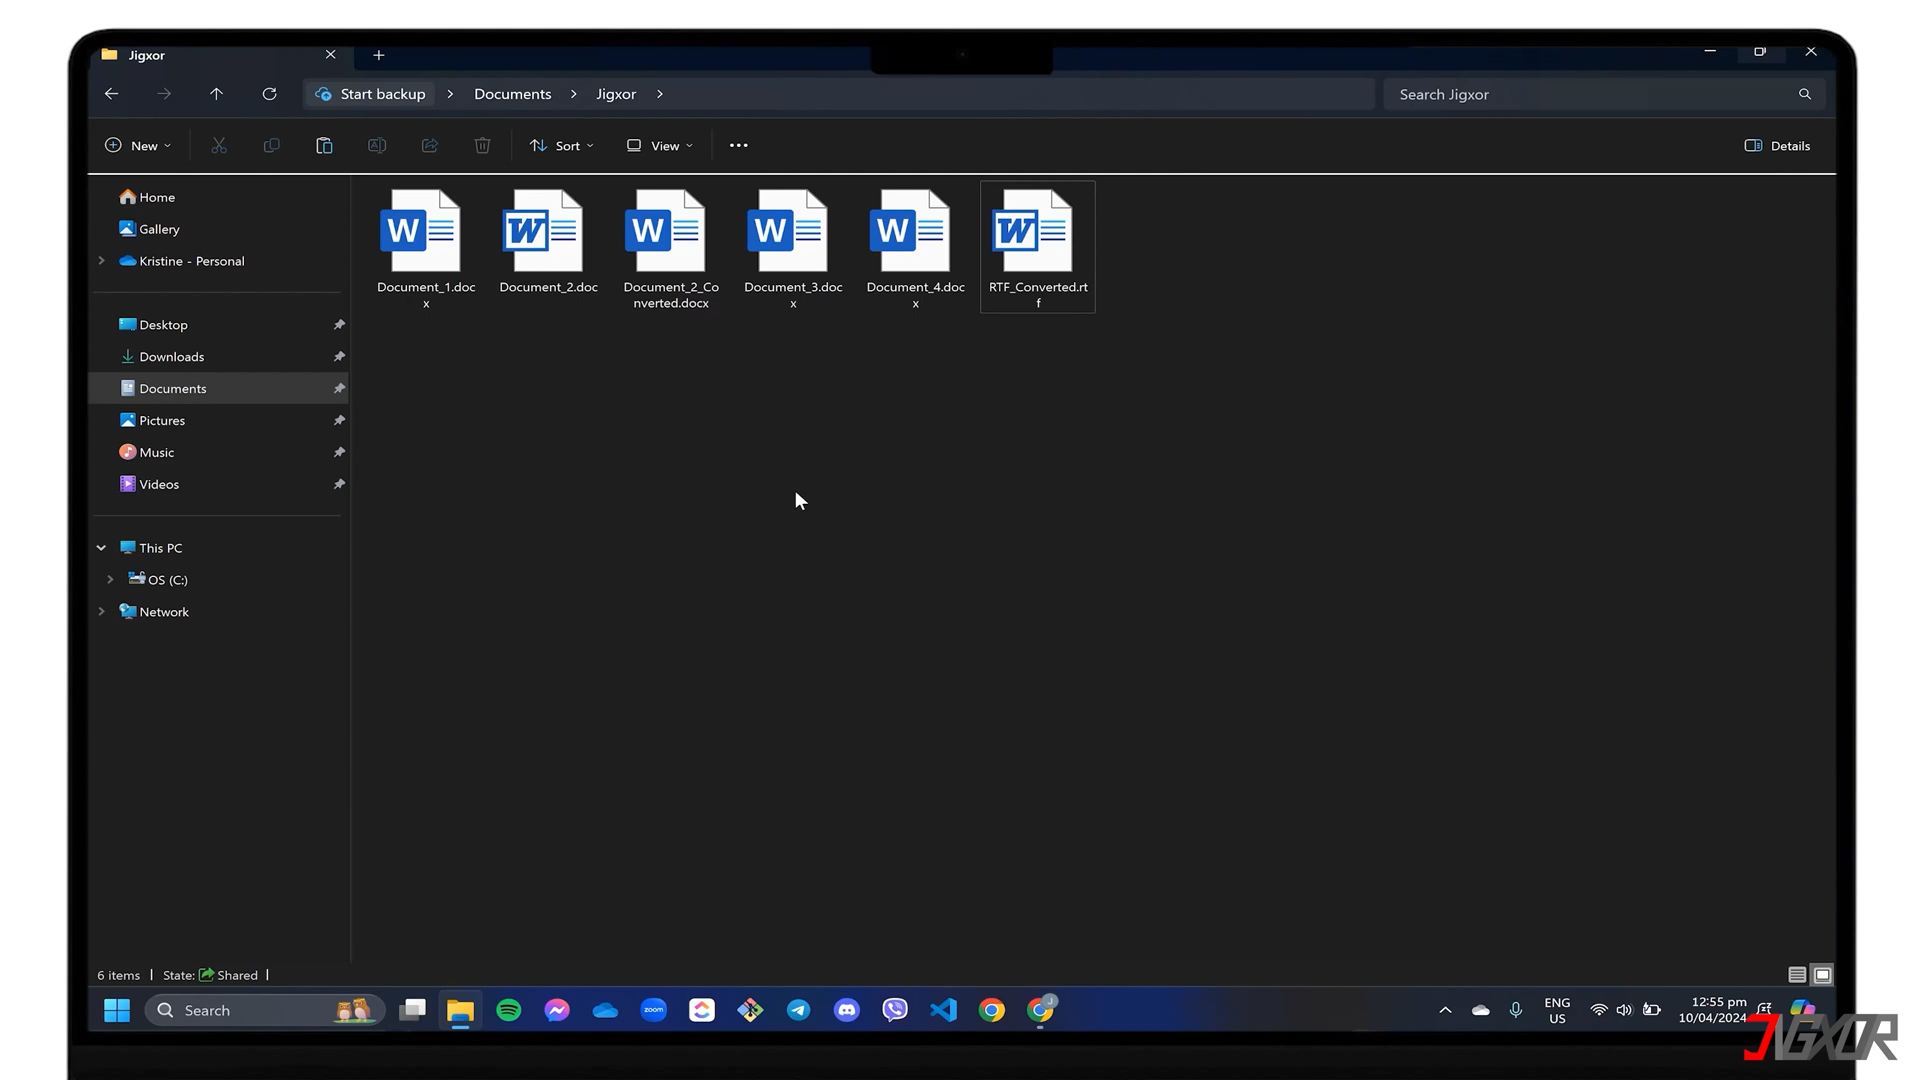 Jigxor
Start backup > Documents > Jigxor >
Search Jigxor
New
Sort
View
Details
Home
Gallery
Kristine - Personal
Desktop
Downloads
Documents
Pictures
Music
Videos
This PC
OS (C:)
Network
W
W
W
W
W
W
Document_1.doc
x
Document_2.doc
Document_2_Co
nverted.docx
Document_3.doc
x
Document_4.doc
x
RTF_Converted.rt
f
6 items | State: Shared |
Search
zoom
J
ENG
US
12:55 pm
10/04/2024
JIGXOR